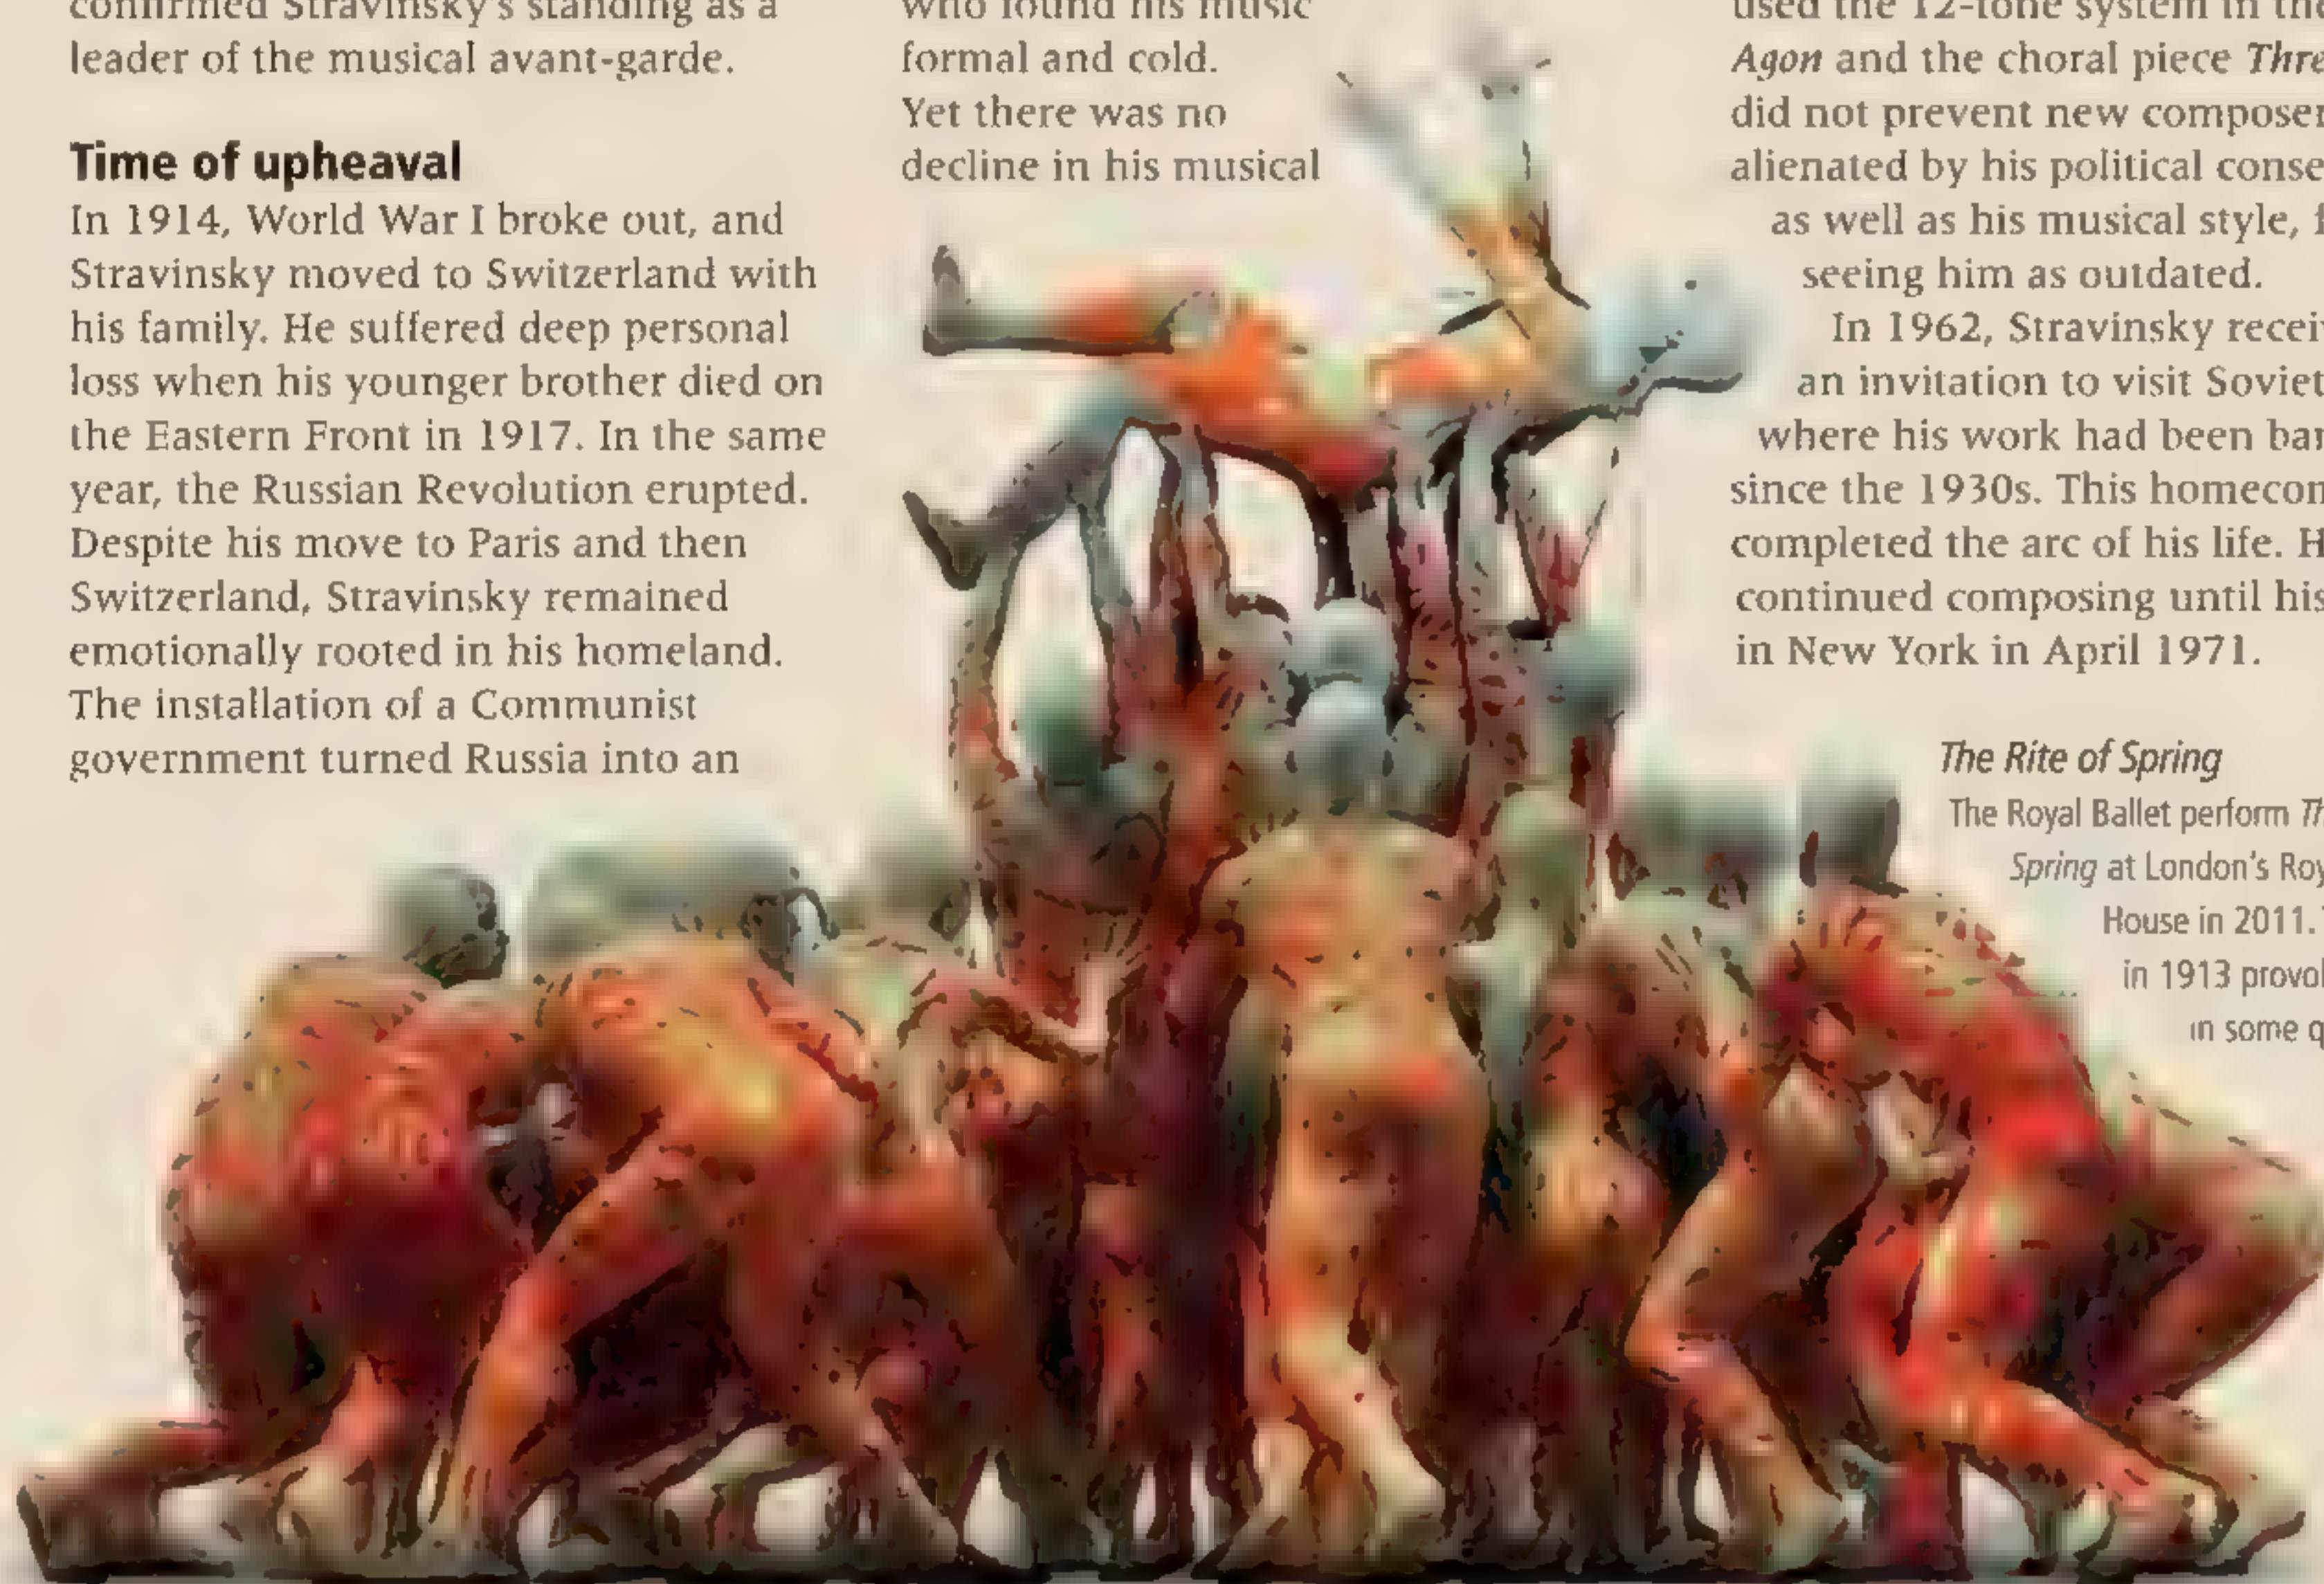 confirmed Stravinsky's standing as a
leader of the musical avant-garde.
Time of upheaval
In 1914, World War I broke out, and
Stravinsky moved to Switzerland with
his family. He suffered deep personal
loss when his younger brother died on
the Eastern Front in 1917. In the same
year, the Russian Revolution erupted.
Despite his move to Paris and then
Switzerland, Stravinsky remained
emotionally rooted in his homeland.
The installation of a Communist
government turned Russia into an
who found his music
formal and cold.
Yet there was no
decline in his musical
used the 12-tone system in the
Agon and the choral piece
did not prevent new
alienated by his political
as well as his musical style,
seeing him as outdated.
In 1962, Stravinsky
an invitation to visit Soviet
where his work had been
since the 1930s. This
completed the arc of his life.
continued composing until his
in New York in April 1971.
The Rite of Spring
The Royal Ballet perform
Spring at London's
House in 2011.
in 1913
in some